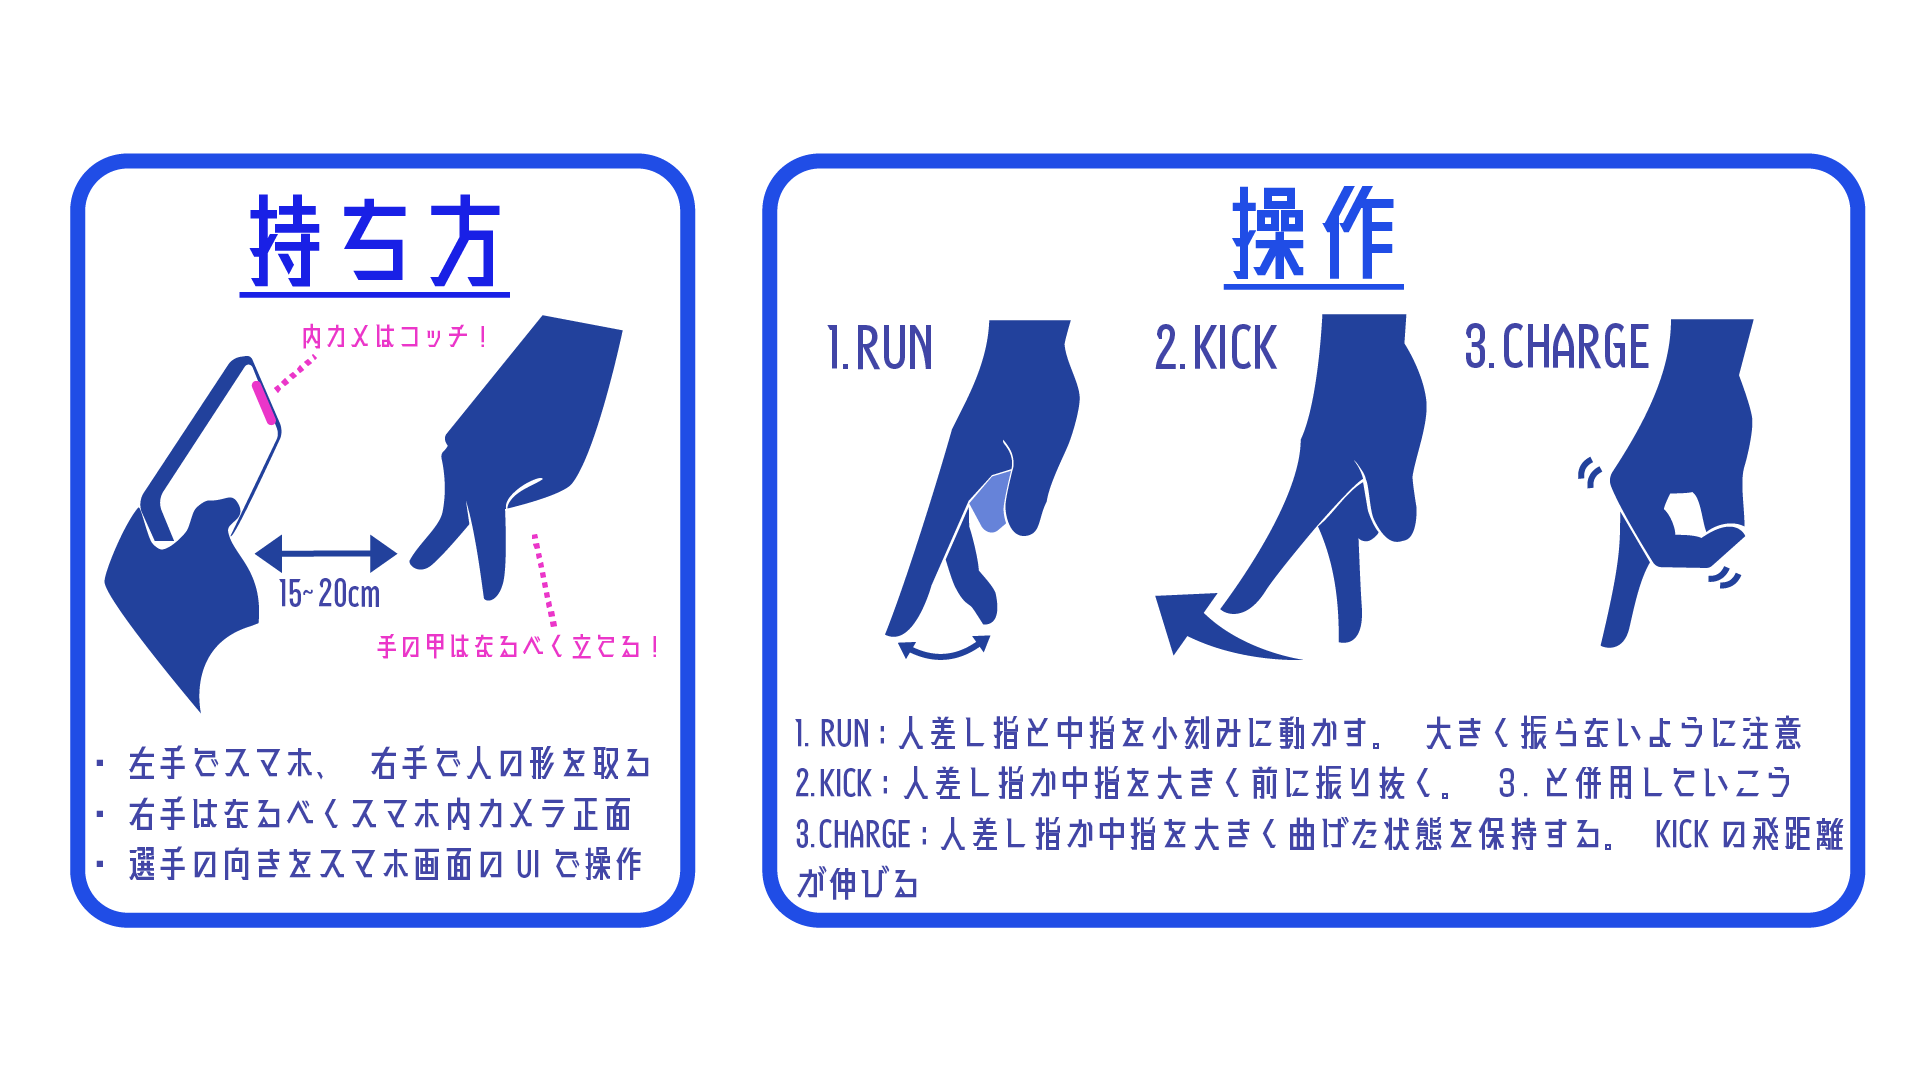 持ち方
内カメはコッチ！
15~20cm
手の甲はなるべく立てる！
・ 左手でスマホ、 右手で人の形を取る
・ 右手はなるべくスマホ内カメラ正面
・ 選手の向きをスマホ画面の UI で操作
操作
1.RUN
2.KICK
3.CHARGE
1. RUN：人差し指と中指を小刻みに動かす。 大きく振らないように注意
2.KICK：人差し指か中指を大きく前に振り抜く。 3．と併用していこう
3.CHARGE：人差し指か中指を大きく曲げた状態を保持する。 KICK の飛距離
が伸びる